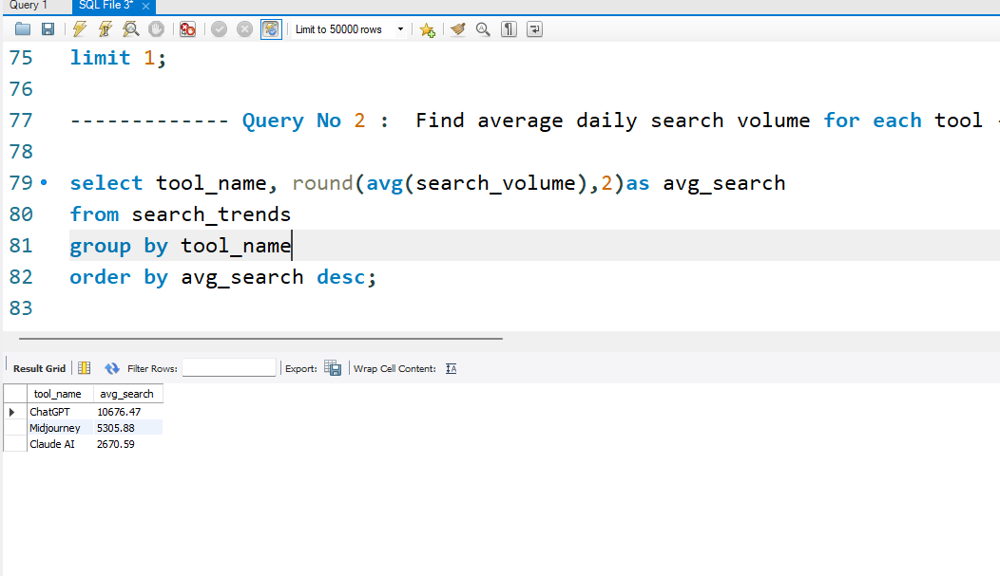 Query 1 SQL File 3* ×
Limit to 50000 rows
75 limit 1;
76
77 ------------- Query No 2 :  Find average daily search volume for each tool -
78
79 select tool_name, round(avg(search_volume),2)as avg_search
80 from search_trends
81 group by tool_name
82 order by avg_search desc;
83
Result Grid Filter Rows: Export: Wrap Cell Content:
tool_name avg_search
ChatGPT 10676.47
Midjourney 5305.88
Claude AI 2670.59